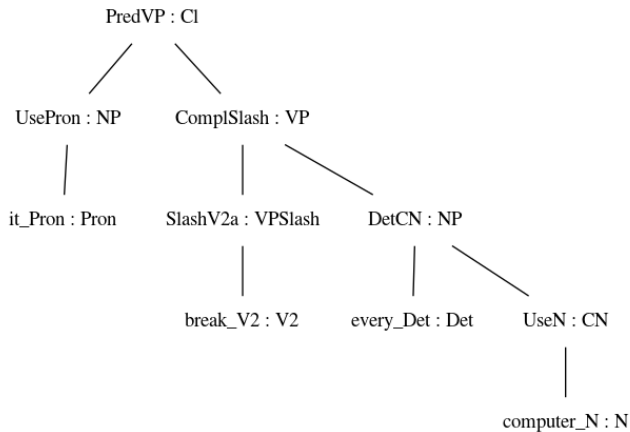 PredVP : Cl
UsePron : NP
ComplSlash : VP
it_Pron : Pron
SlashV2a : VPSlash
DetCN : NP
break_V2 : V2
every_Det : Det
UseN : CN
computer_N : N